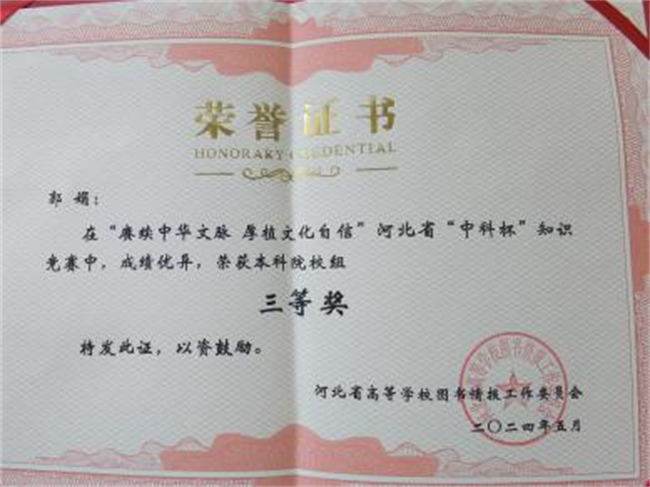 荣誉证书
HONORARY CREDENTIAL
郭娟：
在“赓续中华文脉 厚植文化自信”河北省“中科杯”知识
竞赛中，成绩优异，荣获本科院校组
三等奖
特发此证，以资鼓励。
河北省高等学校图书情报工作委员会
二〇二四年五月